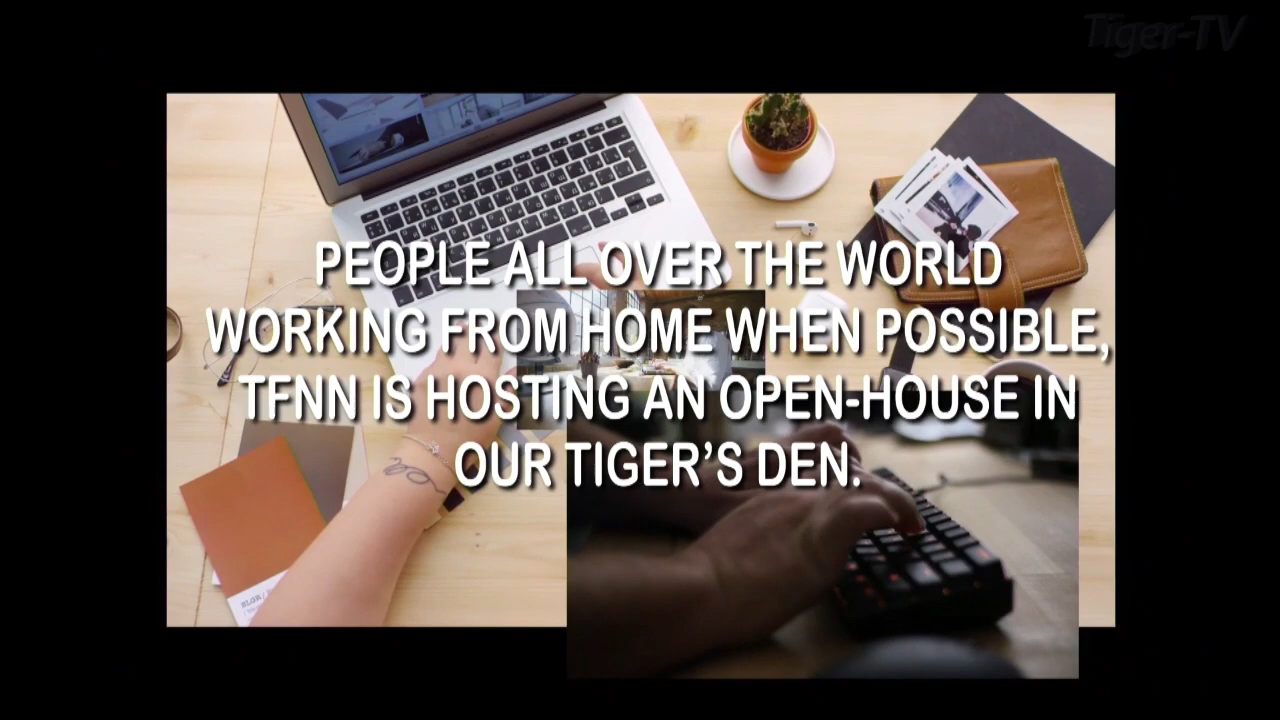 Tiger-TV
PEOPLE ALL OVER THE WORLD
WORKING FROM HOME WHEN POSSIBLE,
TFNN IS HOSTING AN OPEN-HOUSE IN
OUR TIGER’S DEN.